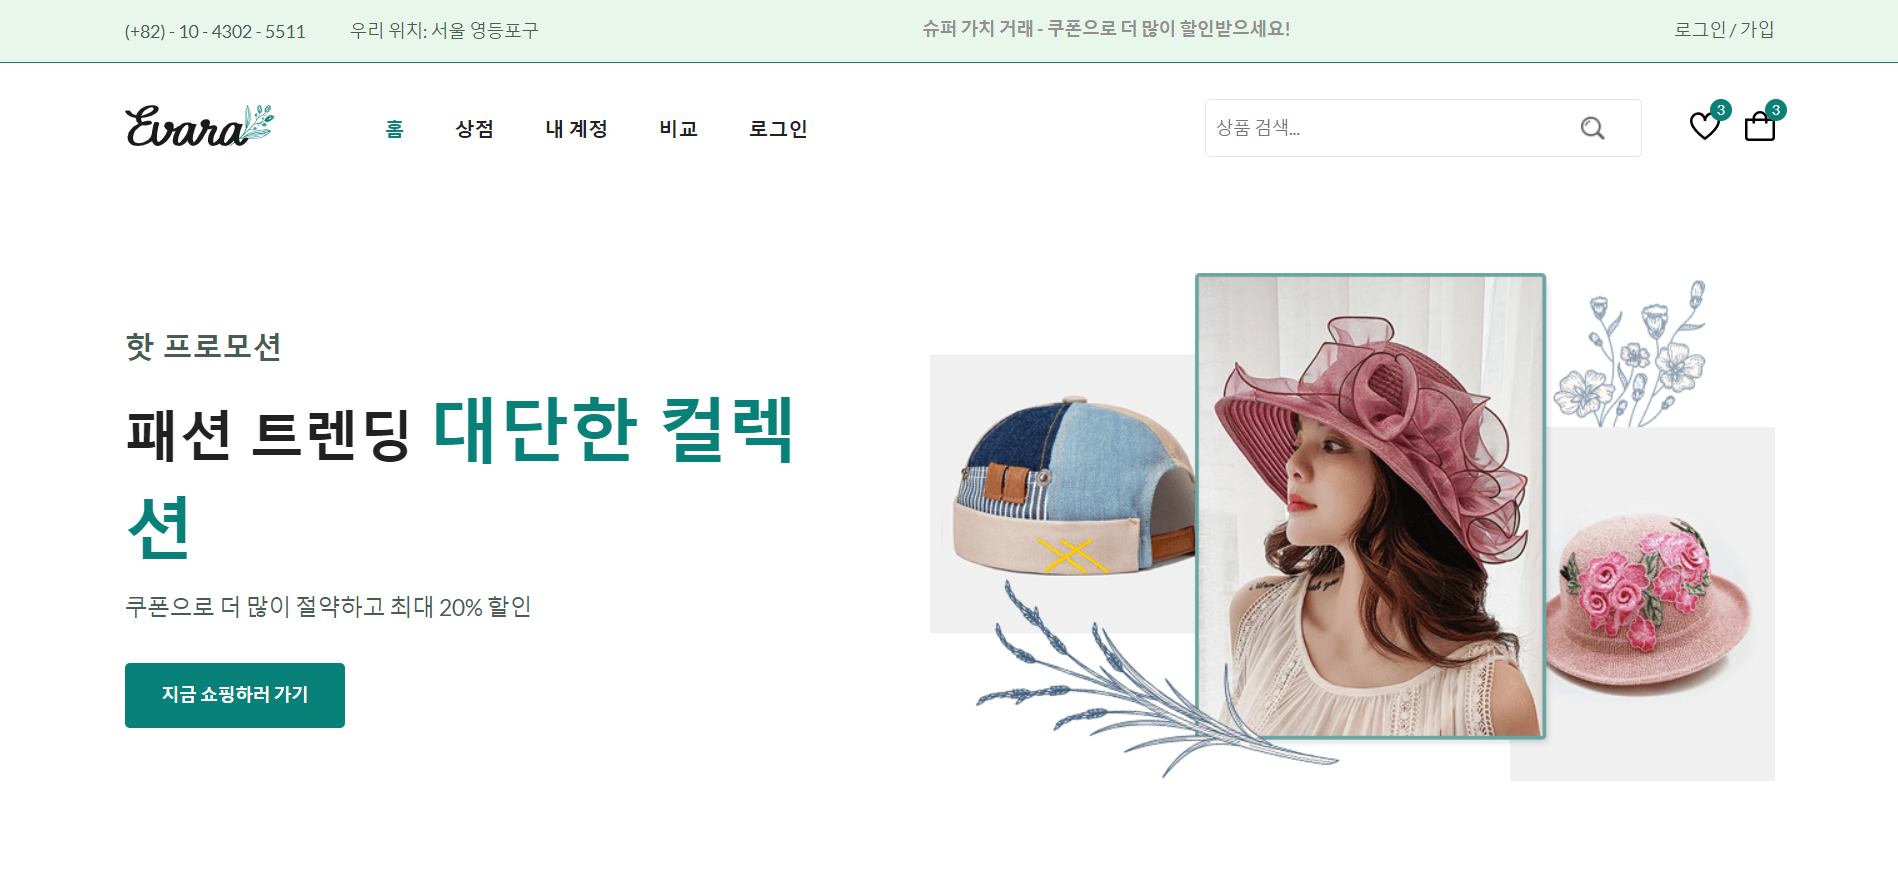 (+82) - 10 - 4302 - 5511
우리 위치: 서울 영등포구
슈퍼 가치 거래 - 쿠폰으로 더 많이 할인받으세요!
로그인 / 가입
Evara
홈
상점
내 계정
비교
로그인
상품 검색...
3
3
핫 프로모션
패션 트렌딩 대단한 컬렉
션
쿠폰으로 더 많이 절약하고 최대 20% 할인
지금 쇼핑하러 가기